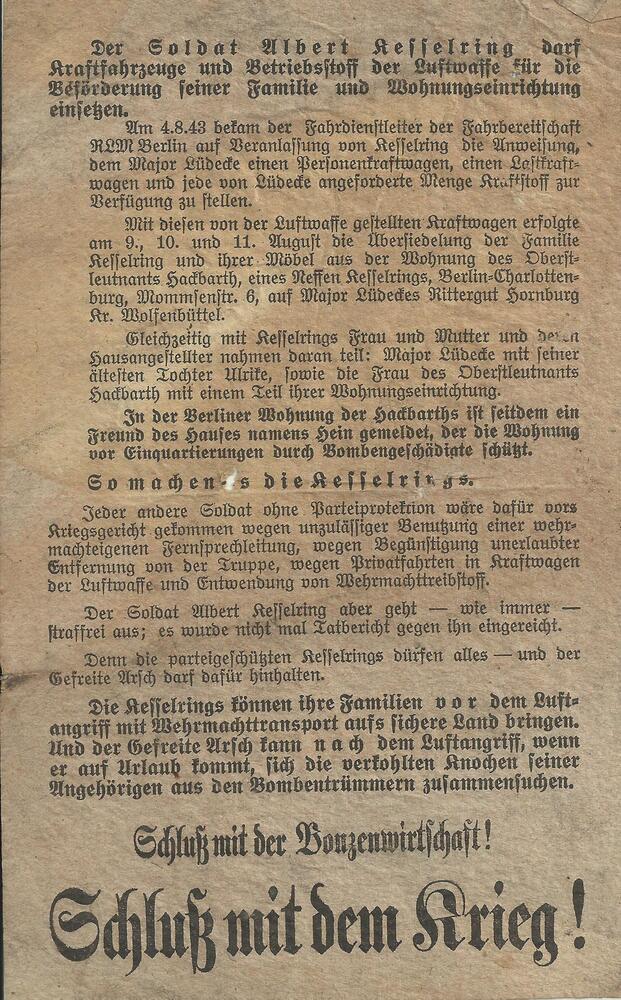 Der Soldat Albert Kesselring darf
Kraftfahrzeuge und Betriebsstoff der Luftwaffe für die
Beförderung seiner Familie und Wohnungseinrichtung
einsetzen.
Am 4.8.43 bekam der Fahrdienstleiter der Fahrbereitschaft
RLM Berlin auf Veranlassung von Kesselring die Anweisung,
dem Major Lüdecke einen Personenkraftwagen, einen Lastkraft-
wagen und jede von Lüdecke angeforderte Menge Kraftstoff zur
Verfügung zu stellen.
Mit diesen von der Luftwaffe gestellten Kraftwagen erfolgte
am 9., 10. und 11. August die Übersiedelung der Familie
Kesselring und ihrer Möbel aus der Wohnung des Oberst-
leutnants Hackbarth, eines Neffen Kesselrings, Berlin-Charlotten-
burg, Mommsenstr. 6, auf Major Lüdeckes Rittergut Hornburg
Kr. Wolfenbüttel.
Gleichzeitig mit Kesselrings Frau und Mutter und deren
Hausangestellter nahmen daran teil: Major Lüdecke mit seiner
ältesten Tochter Ulrike, sowie die Frau des Oberstleutnants
Hackbarth mit einem Teil ihrer Wohnungseinrichtung.
In der Berliner Wohnung der Hackbarths ist seitdem ein
Freund des Hauses namens Hein gemeldet, der die Wohnung
vor Einquartierungen durch Bombengeschädigte schützt.
So machen's die Kesselrings.
Jeder andere Soldat ohne Parteiprotektion wäre dafür vors
Kriegsgericht gekommen wegen unzulässiger Benutzung einer wehr-
machteigenen Fernsprechleitung, wegen Begünstigung unerlaubter
Entfernung von der Truppe, wegen Privatfahrten in Kraftwagen
der Luftwaffe und Entwendung von Wehrmachttreibstoff.
Der Soldat Albert Kesselring aber geht — wie immer —
straffrei aus; es wurde nicht mal Tatbericht gegen ihn eingereicht.
Denn die parteigeschützten Kesselrings dürfen alles — und der
Gefreite Arsch darf dafür hinhalten.
Die Kesselrings können ihre Familien vor dem Luft-
angriff mit Wehrmachttransport aufs sichere Land bringen.
Und der Gefreite Arsch kann nach dem Luftangriff, wenn
er auf Urlaub kommt, sich die verkohlten Knochen seiner
Angehörigen aus den Bombentrümmern zusammensuchen.
Schluß mit der Bonzenwirtschaft!
Schluß mit dem Krieg!